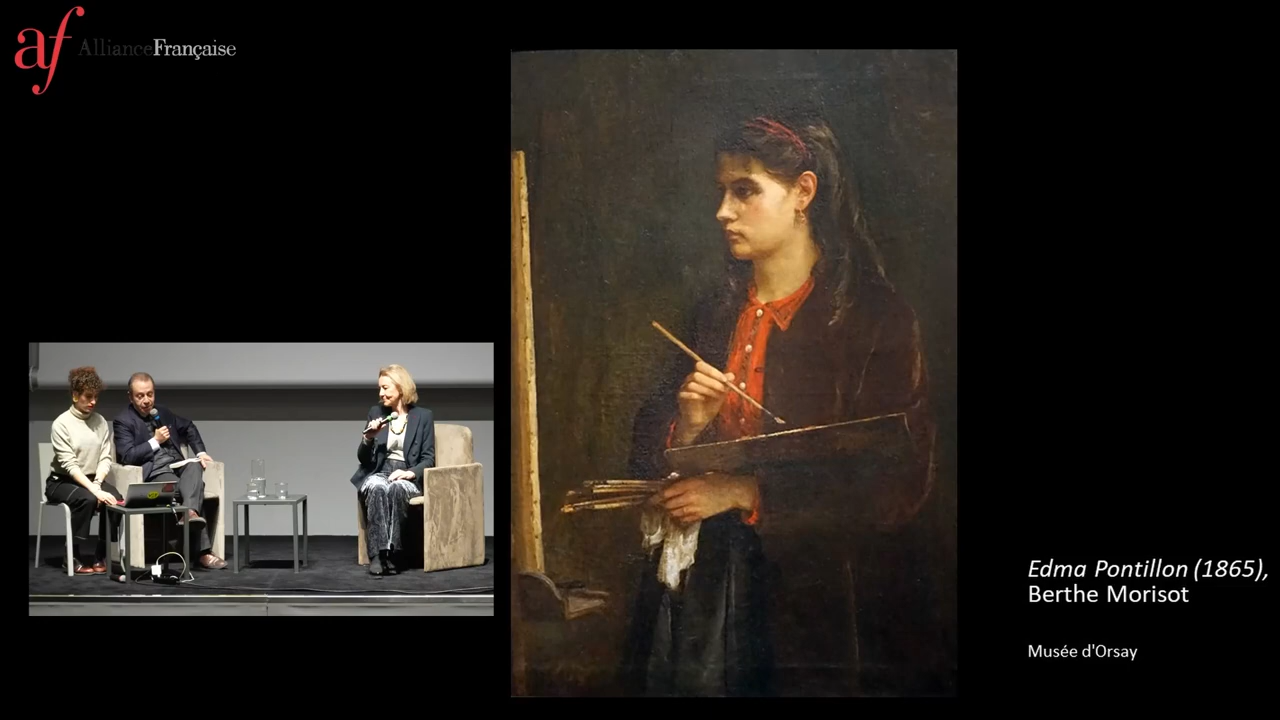 af AllianceFrançaise
Edma Pontillon (1865),
Berthe Morisot
Musée d'Orsay